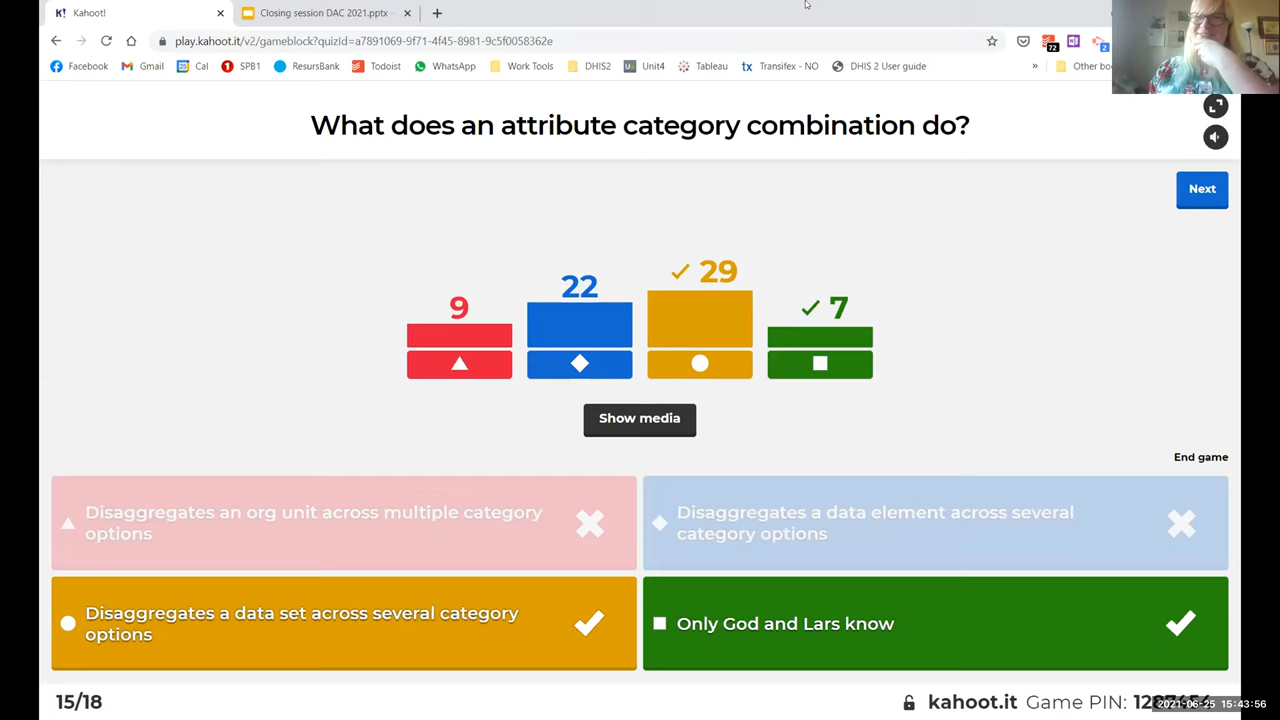 K! Kahoot!
Closing session DAC 2021.pptx -
play.kahoot.it/v2/gameblock?quizId=a7891069-9f71-4f45-8981-9c5f0058362e
72
2
Facebook Gmail Cal SPB1 ResursBank Todoist WhatsApp Work Tools DHIS2 Unit4 Tableau tx Transifex - NO DHIS 2 User guide » Other
What does an attribute category combination do?
Next
9
22
29
7
Show media
End game
Disaggregates an org unit across multiple category
options
Disaggregates a data element across several
category options
Disaggregates a data set across several category
options
Only God and Lars know
15/18
kahoot.it Game PIN:
2021-06-25 15:43:56